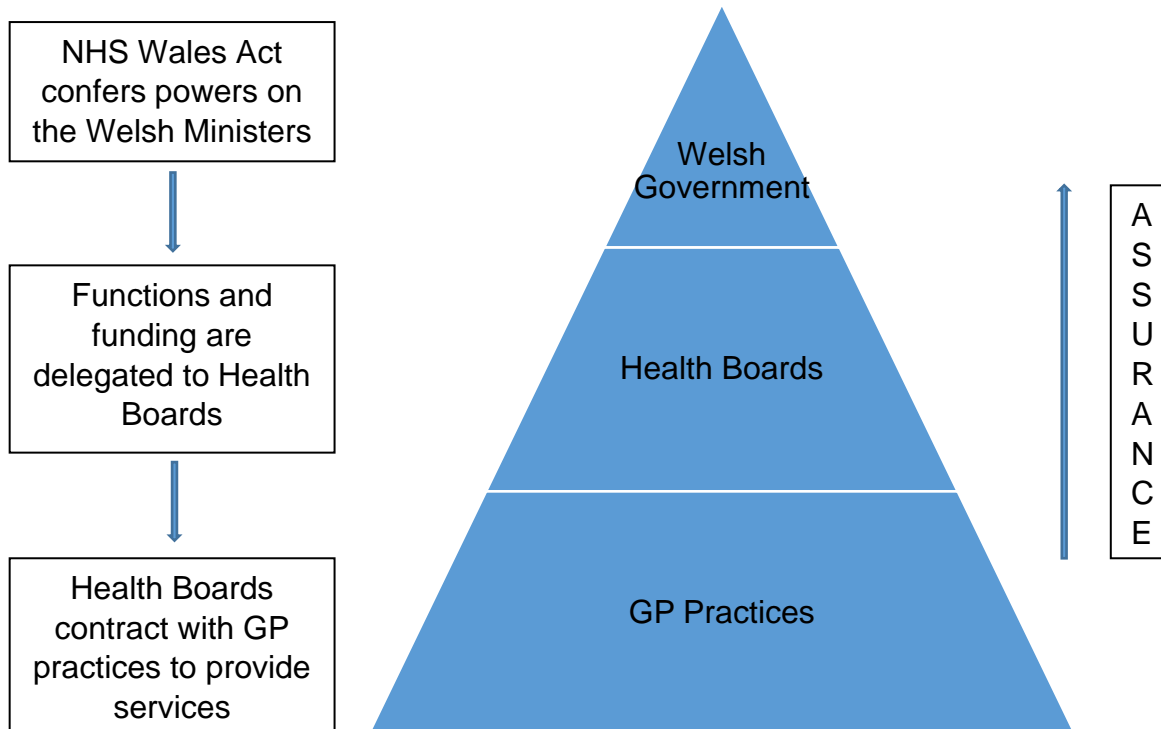 NHS Wales Act
confers powers on
the Welsh Ministers
Functions and
funding are
delegated to Health
Boards
Health Boards
contract with GP
practices to provide
services
Welsh
Government
Health Boards
GP Practices
A
S
S
U
R
A
N
C
E